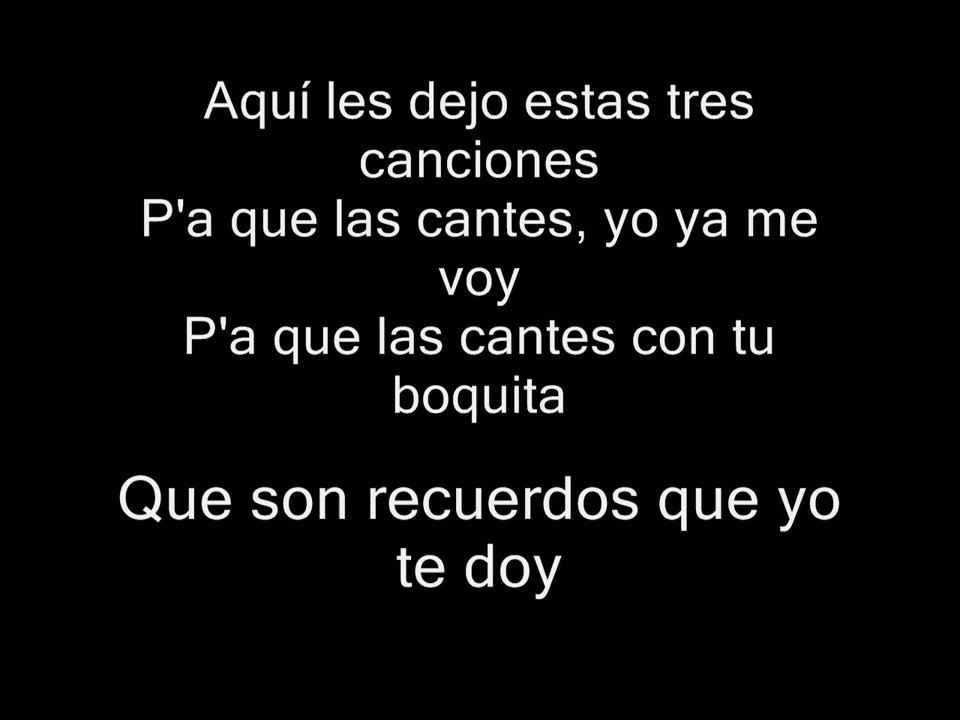 Aquí les dejo estas tres
canciones
P'a que las cantes, yo ya me
voy
P'a que las cantes con tu
boquita
Que son recuerdos que yo
te doy